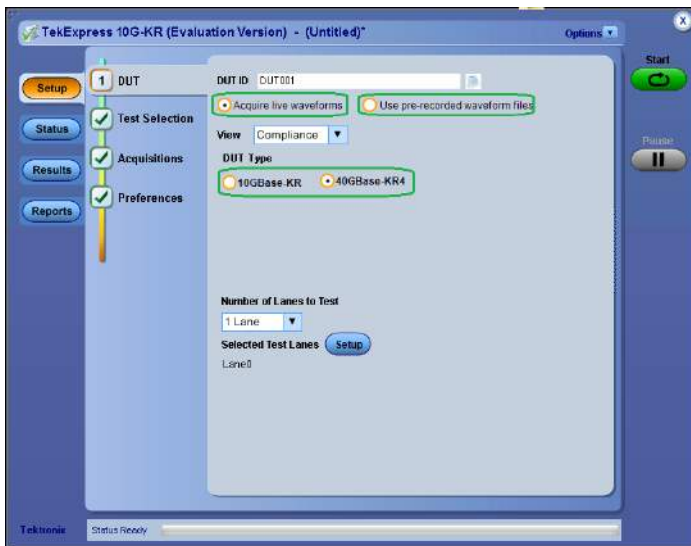 TekExpress 10G-KR (Evaluation Version) - (Untitled)*
Options
Start
Setup
1 DUT
DUT ID DUT001
Acquire live waveforms
Use pre-recorded waveform files
Test Selection
Status
View Compliance
Pause
Acquisitions
DUT Type
Results
10GBase-KR
40GBase-KR4
Preferences
Reports
Number of Lanes to Test
1 Lane
Selected Test Lanes Setup
Lane0
Tektronix
Status Ready